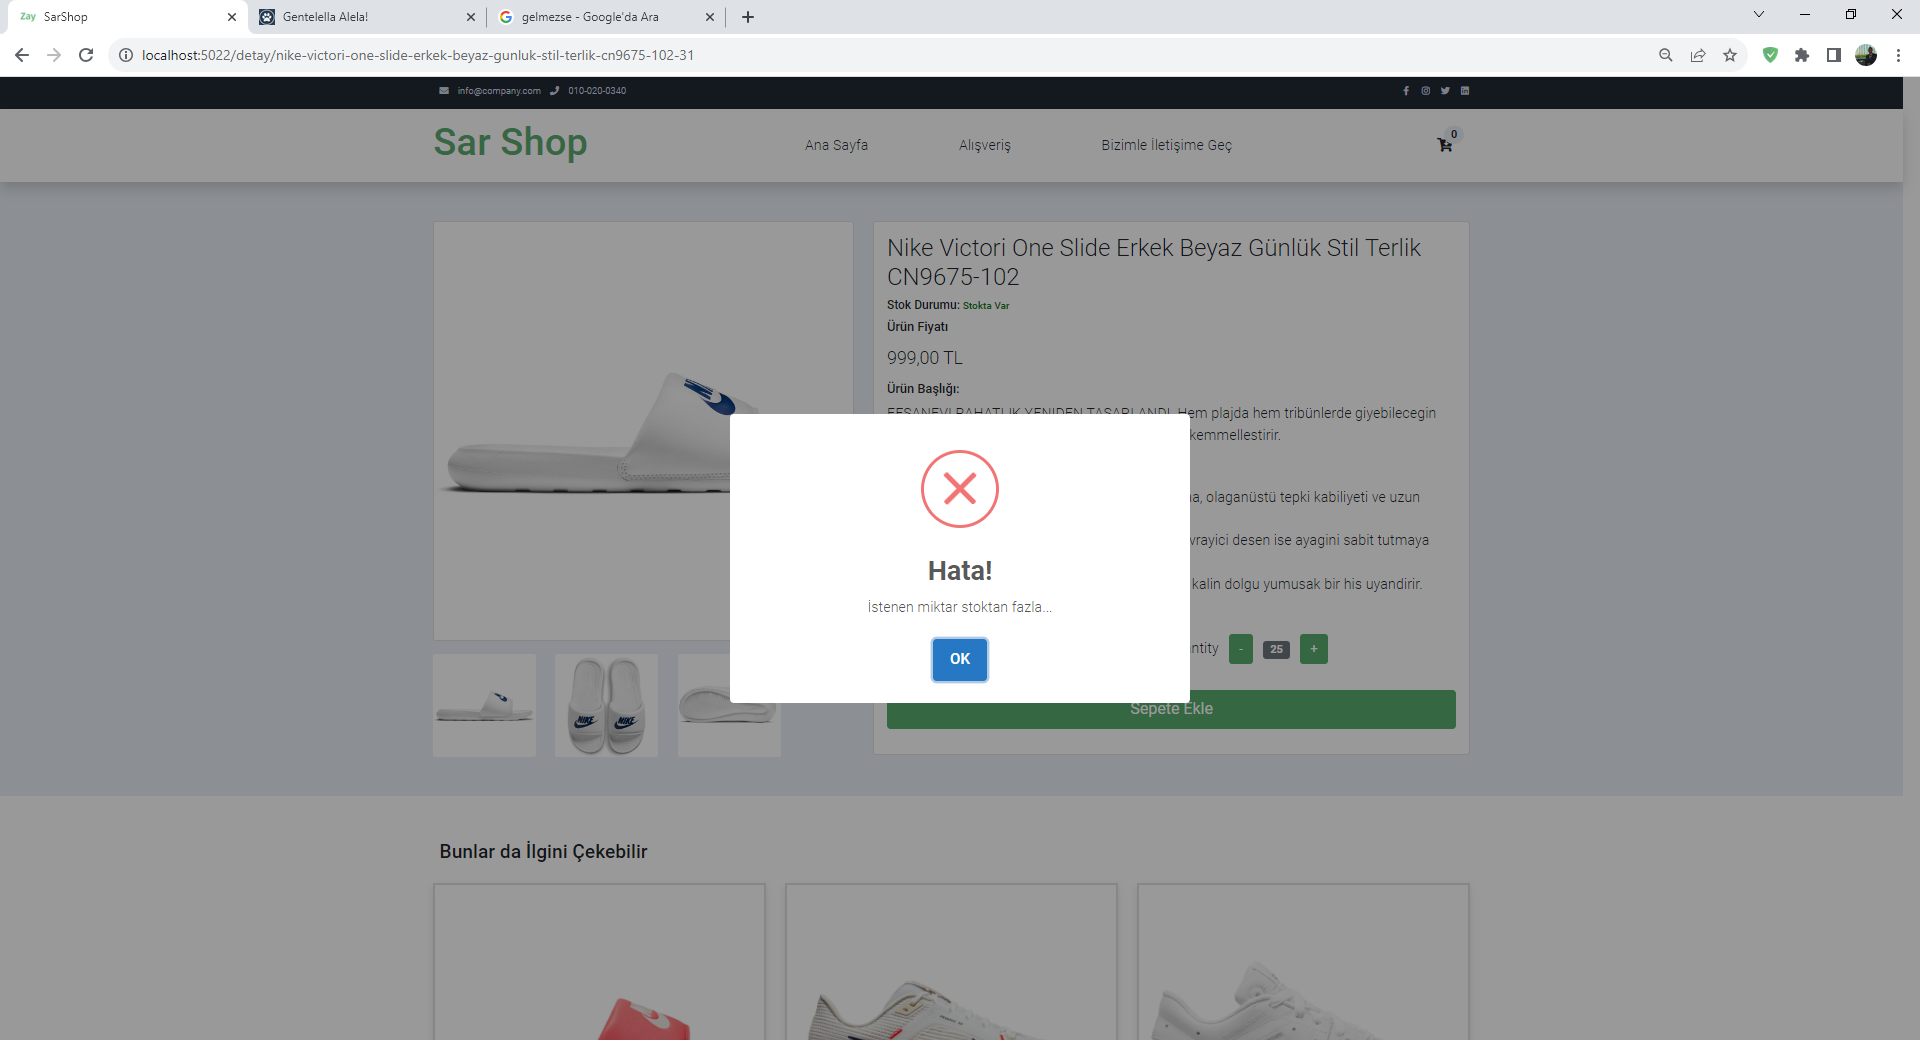 Zay SarShop
Gentelella Alela!
gelmezse - Google'da Ara
localhost:5022/detay/nike-victori-one-slide-erkek-beyaz-gunluk-stil-terlik-cn9675-102-31
info@company.com 010-020-0340
Sar Shop
Ana Sayfa
Alışveriş
Bizimle İletişime Geç
0
Nike Victori One Slide Erkek Beyaz Günlük Stil Terlik
CN9675-102
Stok Durumu: Stokta Var
Ürün Fiyatı
999,00 TL
Ürün Başlığı:
EFSANEVI RAHATLIK YENIDEN TASARLANDI. Hem plajda hem tribünlerde giyebilecegin
kemmellestirir.
olaganüstü tepki kabiliyeti ve uzun
vrayici desen ise ayagini sabit tutmaya
kalin dolgu yumusak bir his uyandirir.
ntity - 25 +
Sepete Ekle
Hata!
İstenen miktar stoktan fazla...
OK
NIKE NIKE
Bunlar da İlgini Çekebilir